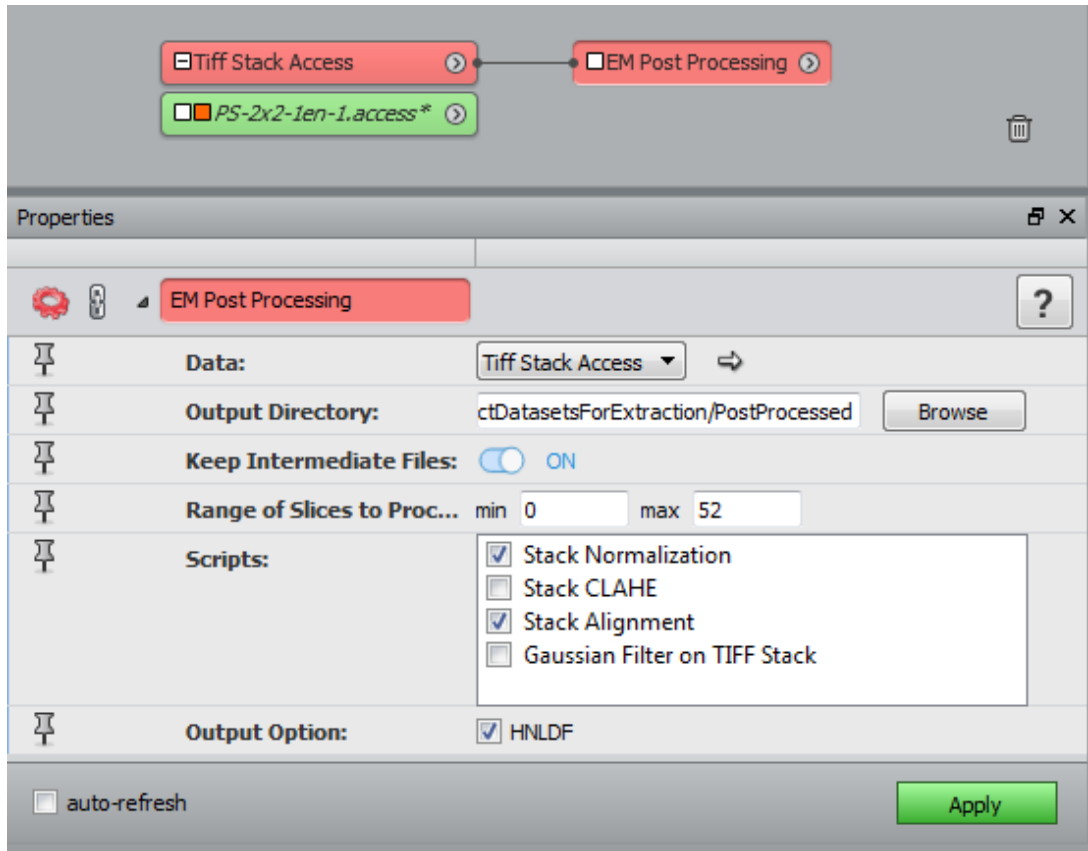 Tiff Stack Access
EM Post Processing
PS-2x2-1en-1.access*
Properties
EM Post Processing
?
Data: Tiff Stack Access
Output Directory: ctDatasetsForExtraction/PostProcessed Browse
Keep Intermediate Files: ON
Range of Slices to Proc... min 0 max 52
Scripts: Stack Normalization
Stack CLAHE
Stack Alignment
Gaussian Filter on TIFF Stack
Output Option: HNLDF
auto-refresh Apply